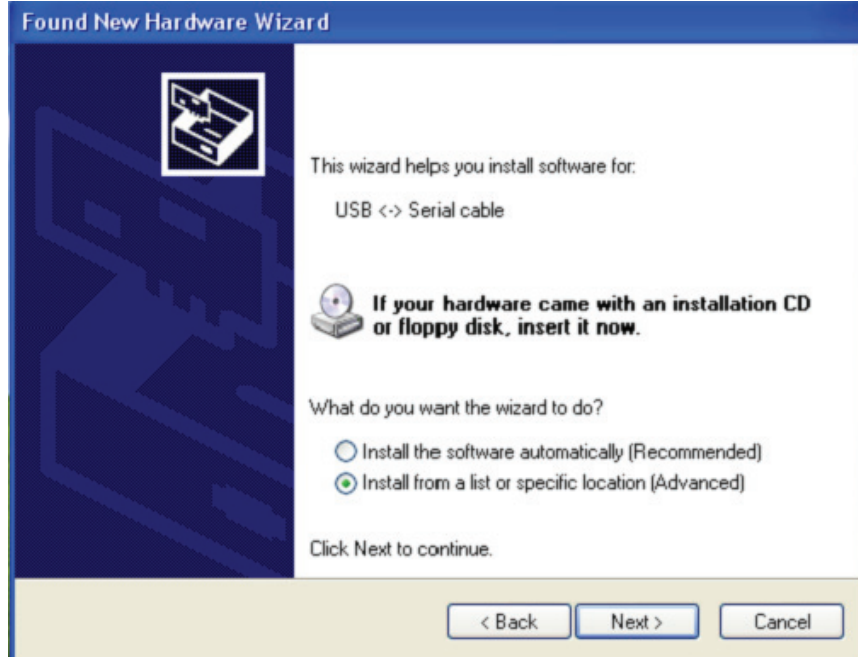 Found New Hardware Wizard
This wizard helps you install software for:
USB <-> Serial cable
If your hardware came with an installation CD
or floppy disk, insert it now.
What do you want the wizard to do?
Install the software automatically (Recommended)
Install from a list or specific location (Advanced)
Click Next to continue.
< Back
Next >
Cancel